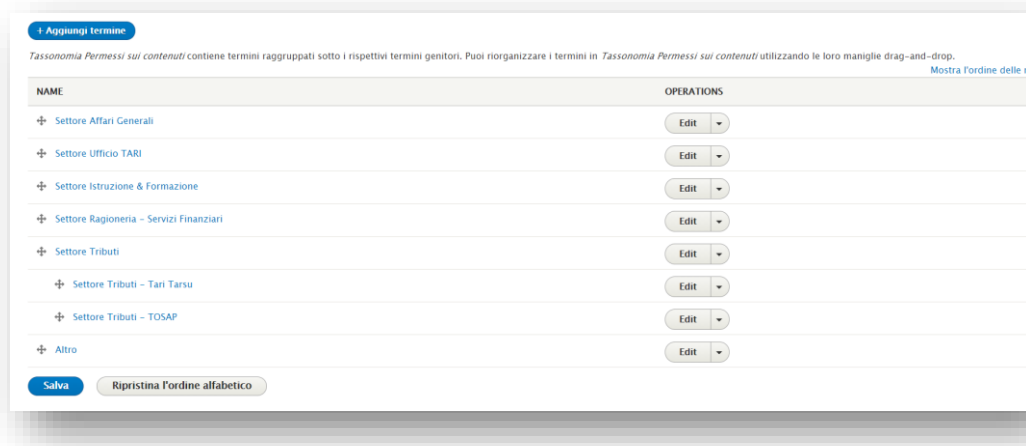 + Aggiungi termine
Tassonomia Permessi sui contenuti contiene termini raggruppati sotto i rispettivi termini genitori. Puoi riorganizzare i termini in Tassonomia Permessi sui contenuti utilizzando le loro maniglie drag-and-drop.
Mostra l'ordine delle
NAME OPERATIONS
Settore Affari Generali Edit
Settore Ufficio TARI Edit
Settore Istruzione & Formazione Edit
Settore Ragioneria - Servizi Finanziari Edit
Settore Tributi Edit
Settore Tributi - Tari Tarsu Edit
Settore Tributi - TOSAP Edit
Altro Edit
Salva Ripristina l'ordine alfabetico